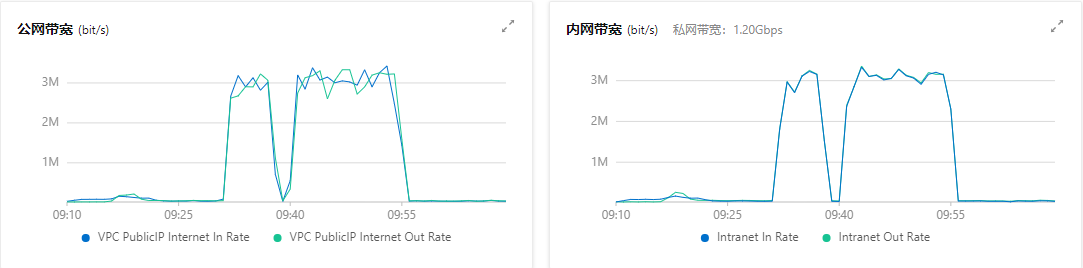 公网带宽 (bit/s)
3M
2M
1M
09:10 09:25 09:40 09:55
VPC PublicIP Internet In Rate VPC PublicIP Internet Out Rate
内网带宽 (bit/s) 私网带宽：1.20Gbps
3M
2M
1M
09:10 09:25 09:40 09:55
Intranet In Rate Intranet Out Rate